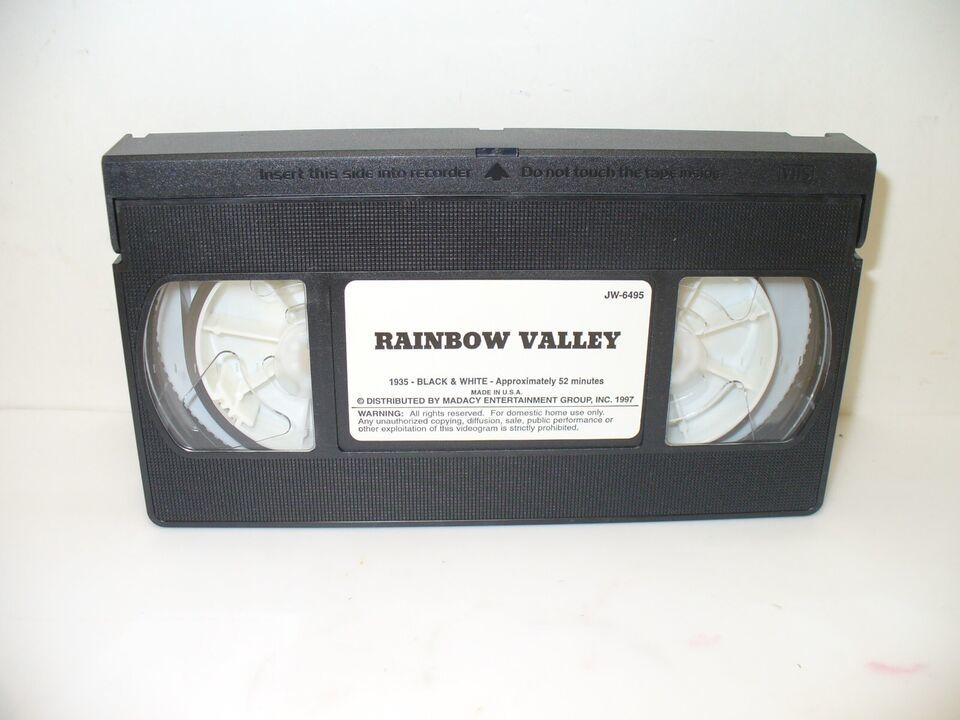 Insert this side into recorder Do not touch the tape inside VHS
JW-6495
RAINBOW VALLEY
1935 - BLACK & WHITE - Approximately 52 minutes
MADE IN U.S.A.
© DISTRIBUTED BY MADACY ENTERTAINMENT GROUP, INC. 1997
WARNING: All rights reserved. For domestic home use only.
Any unauthorized copying, diffusion, sale, public performance or
other exploitation of this videogram is strictly prohibited.